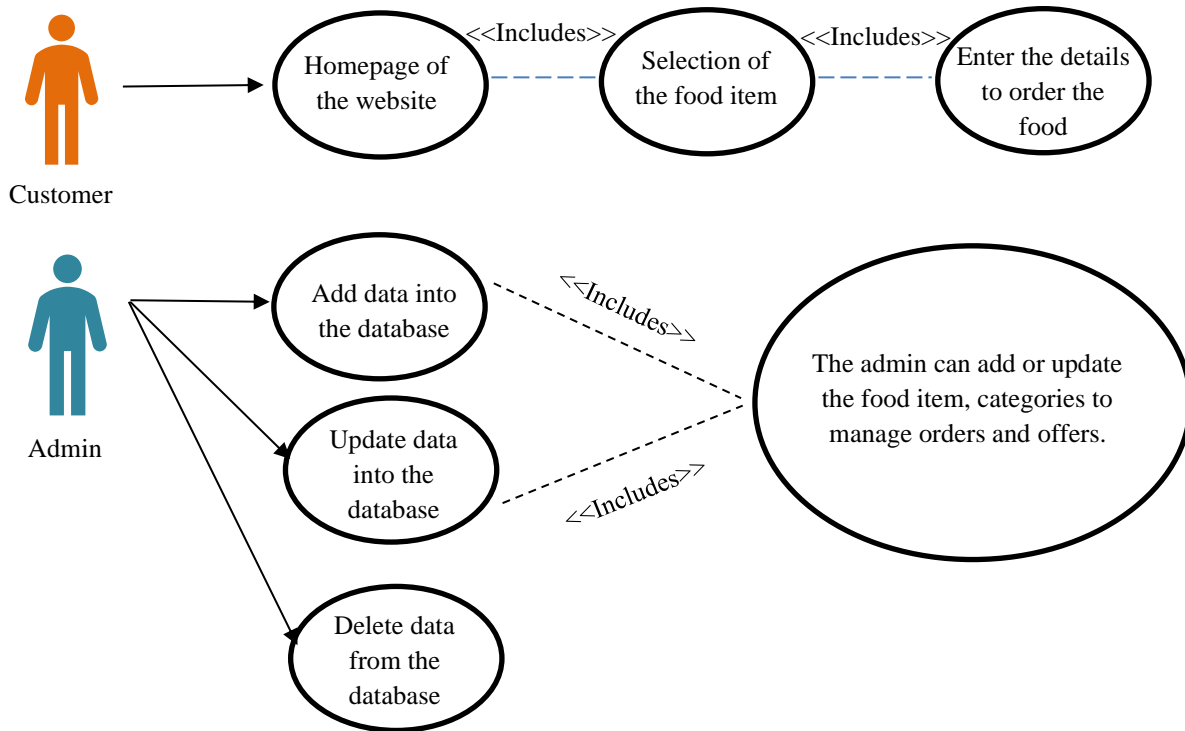 <<Includes>>
<<Includes>>
Homepage of
the website
Selection of
the food item
Enter the details
to order the
food
Customer
Add data into
the database
<<Includes>>
The admin can add or update
the food item, categories to
manage orders and offers.
Admin
Update data
into the
database
<<Includes>>
Delete data
from the
database